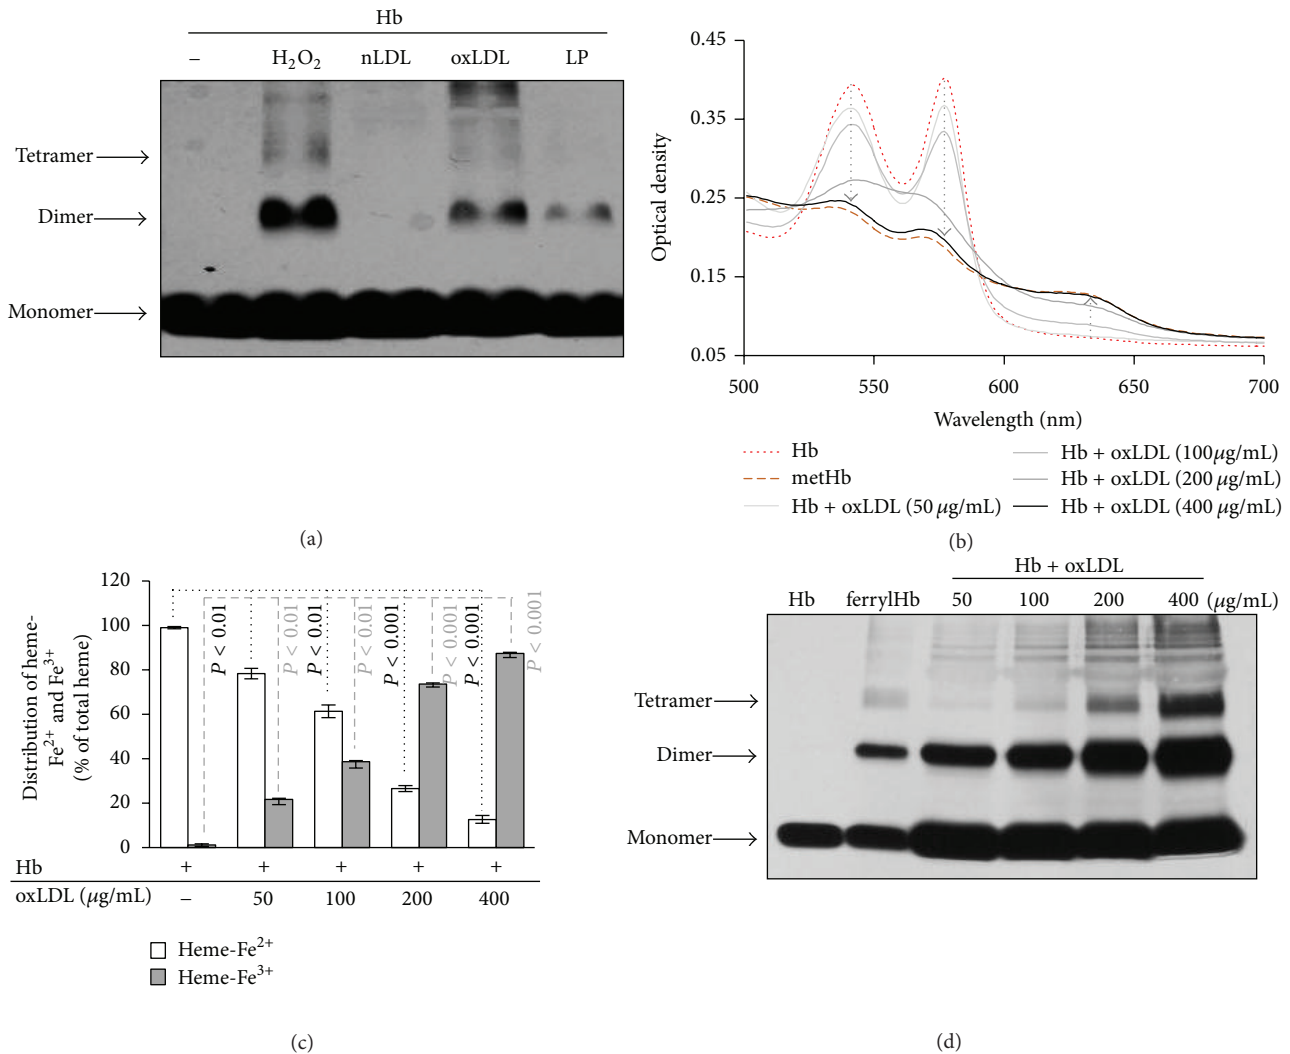 Hb
– H₂O₂ nLDL oxLDL LP
Tetramer
Dimer
Monomer
(a)
0.45
0.35
0.25
0.15
0.05
Optical density
500 550 600 650 700
Wavelength (nm)
Hb
metHb
Hb + oxLDL (50 μg/mL)
Hb + oxLDL (100μg/mL)
Hb + oxLDL (200 μg/mL)
Hb + oxLDL (400 μg/mL)
(b)
Distribution of heme-
Fe²⁺ and Fe³⁺
(% of total heme)
120
100
80
60
40
20
0
P < 0.01
P < 0.01
P < 0.01
P < 0.01
P < 0.001
P < 0.001
P < 0.001
P < 0.001
Hb + + + + +
oxLDL (μg/mL) – 50 100 200 400
Heme-Fe²⁺
Heme-Fe³⁺
(c)
Hb + oxLDL
Hb ferrylHb 50 100 200 400 (μg/mL)
Tetramer
Dimer
Monomer
(d)